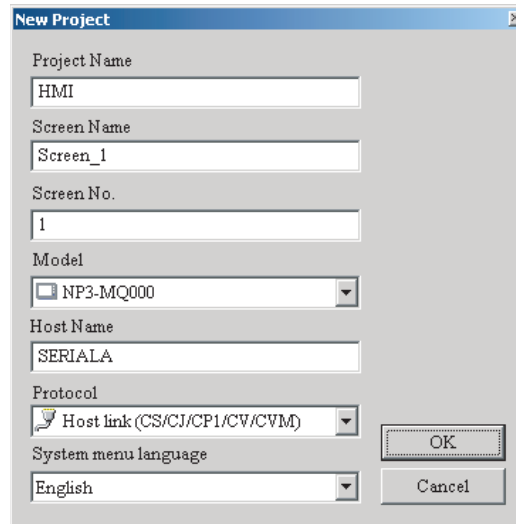 New Project
Project Name
HMI
Screen Name
Screen_1
Screen No.
1
Model
NP3-MQ000
Host Name
SERIALA
Protocol
Host link (CS/CJ/CP1/CV/CVM)
System menu language
English
OK
Cancel